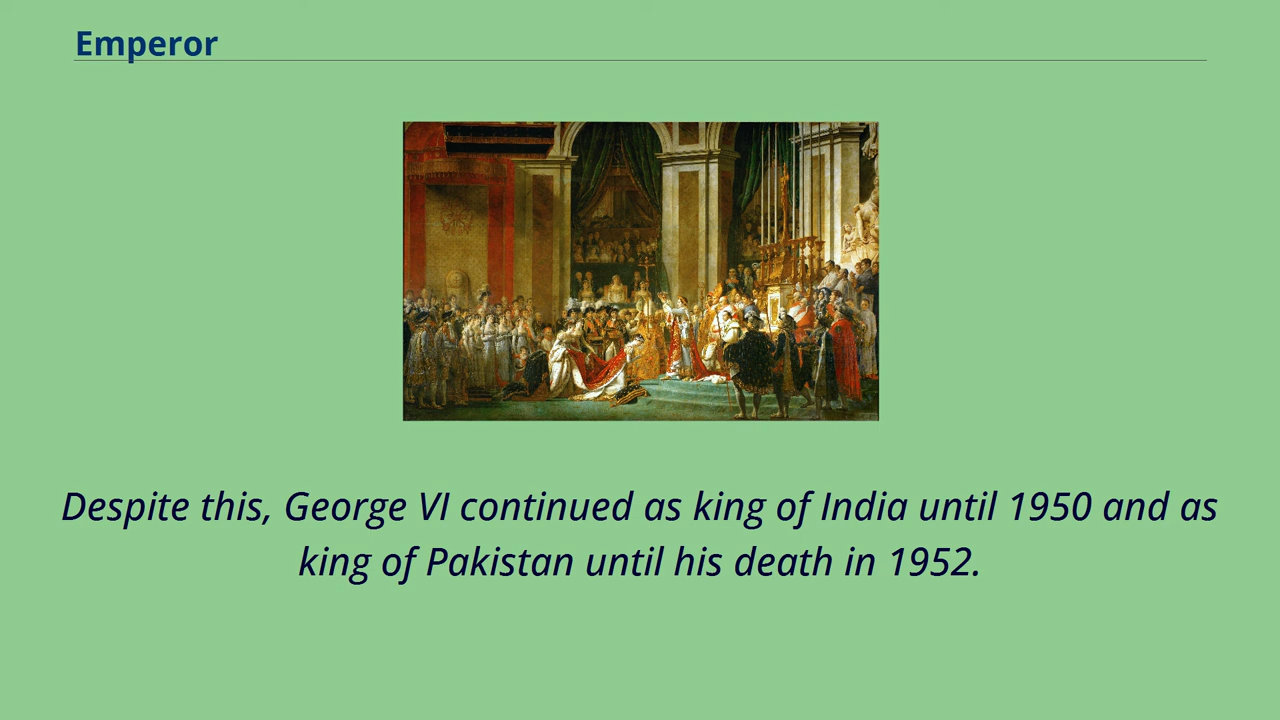 Emperor
Despite this, George VI continued as king of India until 1950 and as
king of Pakistan until his death in 1952.